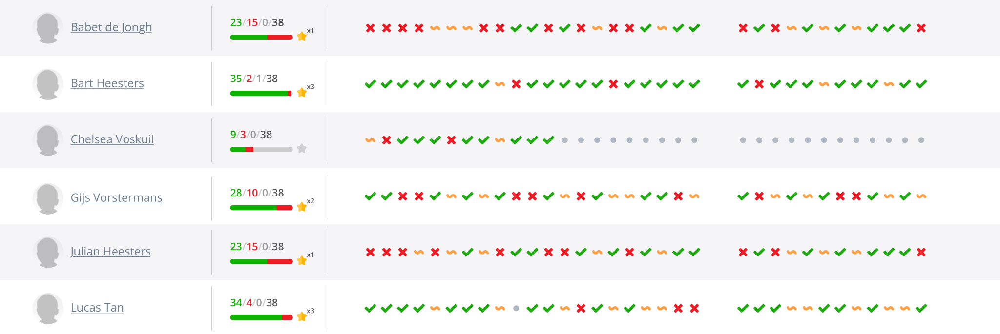 Babet de Jongh
23/15/0/38
x1
Bart Heesters
35/2/1/38
x3
Chelsea Voskuil
9/3/0/38
Gijs Vorstermans
28/10/0/38
x2
Julian Heesters
23/15/0/38
x1
Lucas Tan
34/4/0/38
x3